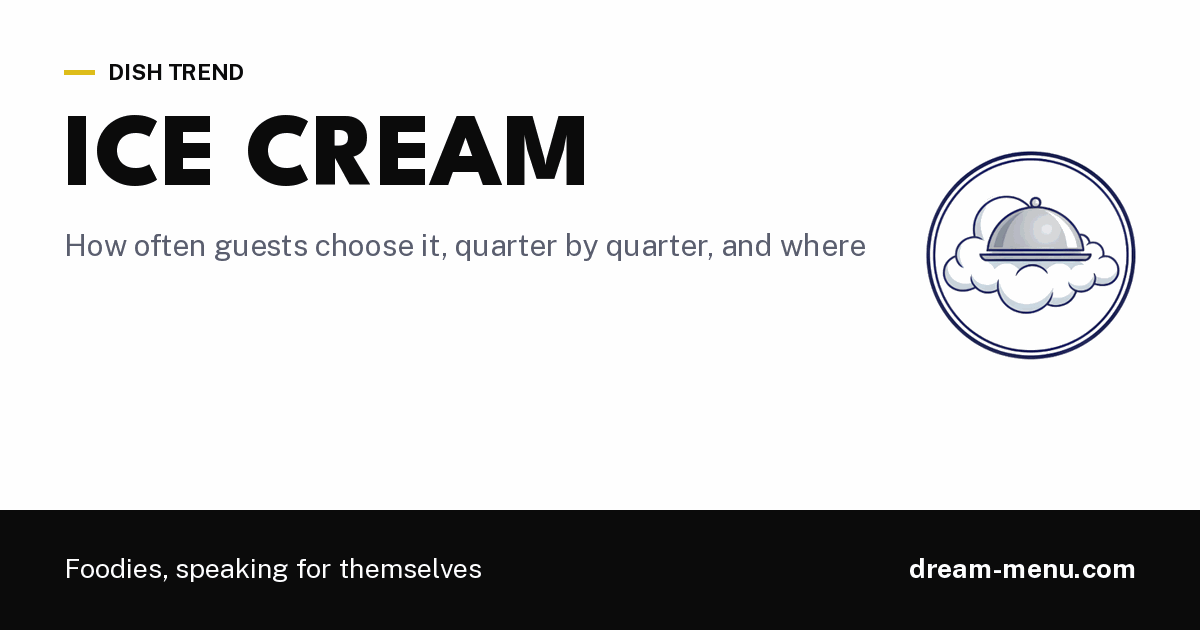 DISH TREND
ICE CREAM
How often guests choose it, quarter by quarter, and where
Foodies, speaking for themselves
dream-menu.com